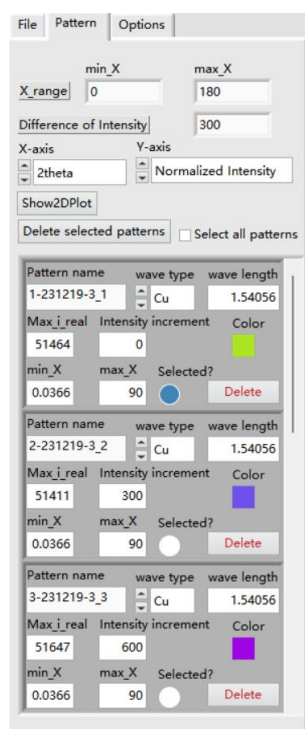 File Pattern Options
min_X max_X
X_range 0 180
Difference of Intensity 300
X-axis Y-axis
2theta Normalized Intensity
Show2DPlot
Delete selected patterns Select all patterns
Pattern name wave type wave length
1-231219-3_1 Cu 1.54056
Max_i_real Intensity increment Color
51464 0
min_X max_X Selected?
0.0366 90 Delete
Pattern name wave type wave length
2-231219-3_2 Cu 1.54056
Max_i_real Intensity increment Color
51411 300
min_X max_X Selected?
0.0366 90 Delete
Pattern name wave type wave length
3-231219-3_3 Cu 1.54056
Max_i_real Intensity increment Color
51647 600
min_X max_X Selected?
0.0366 90 Delete